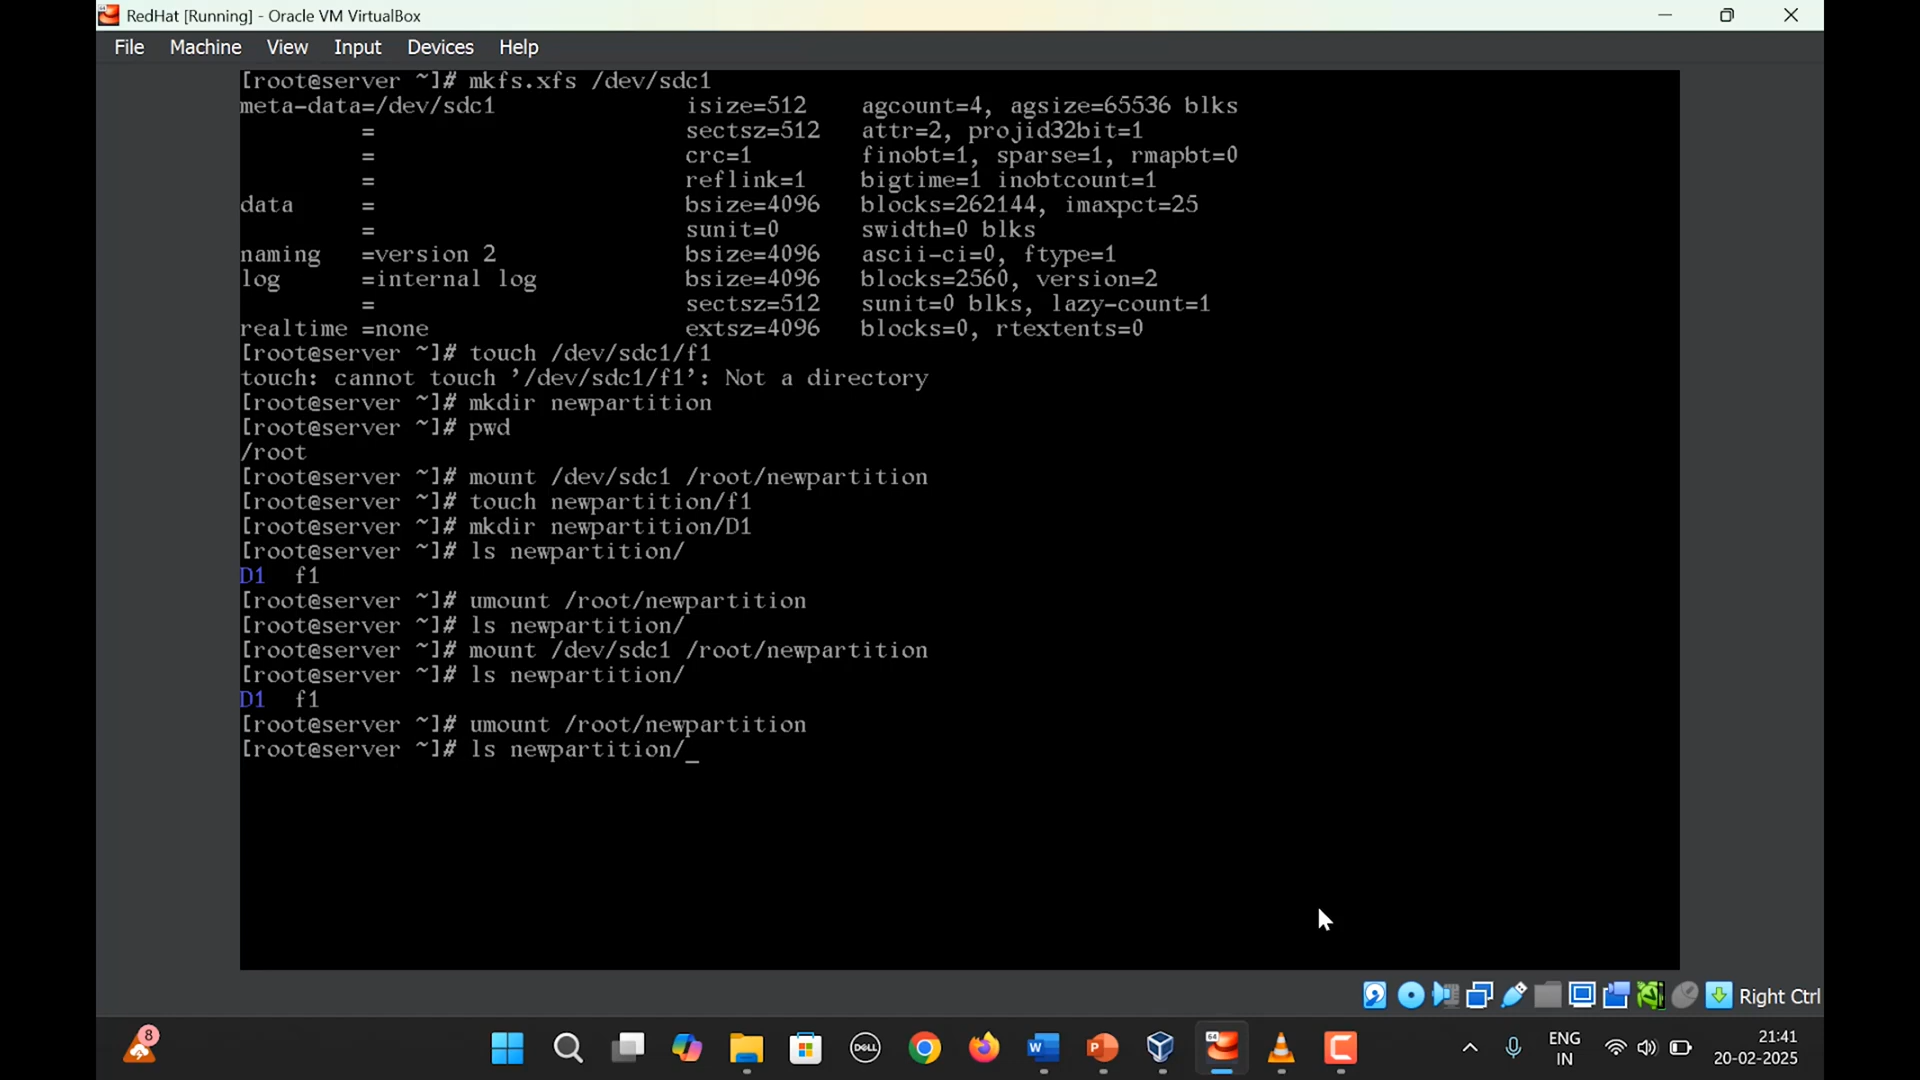 RedHat [Running] - Oracle VM VirtualBox
File Machine View Input Devices Help
[root@server ~]# mkfs.xfs /dev/sdc1
meta-data=/dev/sdc1 isize=512 agcount=4, agsize=65536 blks
= sectsz=512 attr=2, projid32bit=1
= crc=1 finobt=1, sparse=1, rmapbt=0
= reflink=1 bigtime=1 inobtcount=1
data = bsize=4096 blocks=262144, imaxpct=25
= sunit=0 swidth=0 blks
naming =version 2 bsize=4096 ascii-ci=0, ftype=1
log =internal log bsize=4096 blocks=2560, version=2
= sectsz=512 sunit=0 blks, lazy-count=1
realtime =none extsz=4096 blocks=0, rtextents=0
[root@server ~]# touch /dev/sdc1/f1
touch: cannot touch '/dev/sdc1/f1': Not a directory
[root@server ~]# mkdir newpartition
[root@server ~]# pwd
/root
[root@server ~]# mount /dev/sdc1 /root/newpartition
[root@server ~]# touch newpartition/f1
[root@server ~]# mkdir newpartition/D1
[root@server ~]# ls newpartition/
D1 f1
[root@server ~]# umount /root/newpartition
[root@server ~]# ls newpartition/
[root@server ~]# mount /dev/sdc1 /root/newpartition
[root@server ~]# ls newpartition/
D1 f1
[root@server ~]# umount /root/newpartition
[root@server ~]# ls newpartition/_
Right Ctrl
8
DELL
W
P
64
C
ENG
IN
21:41
20-02-2025